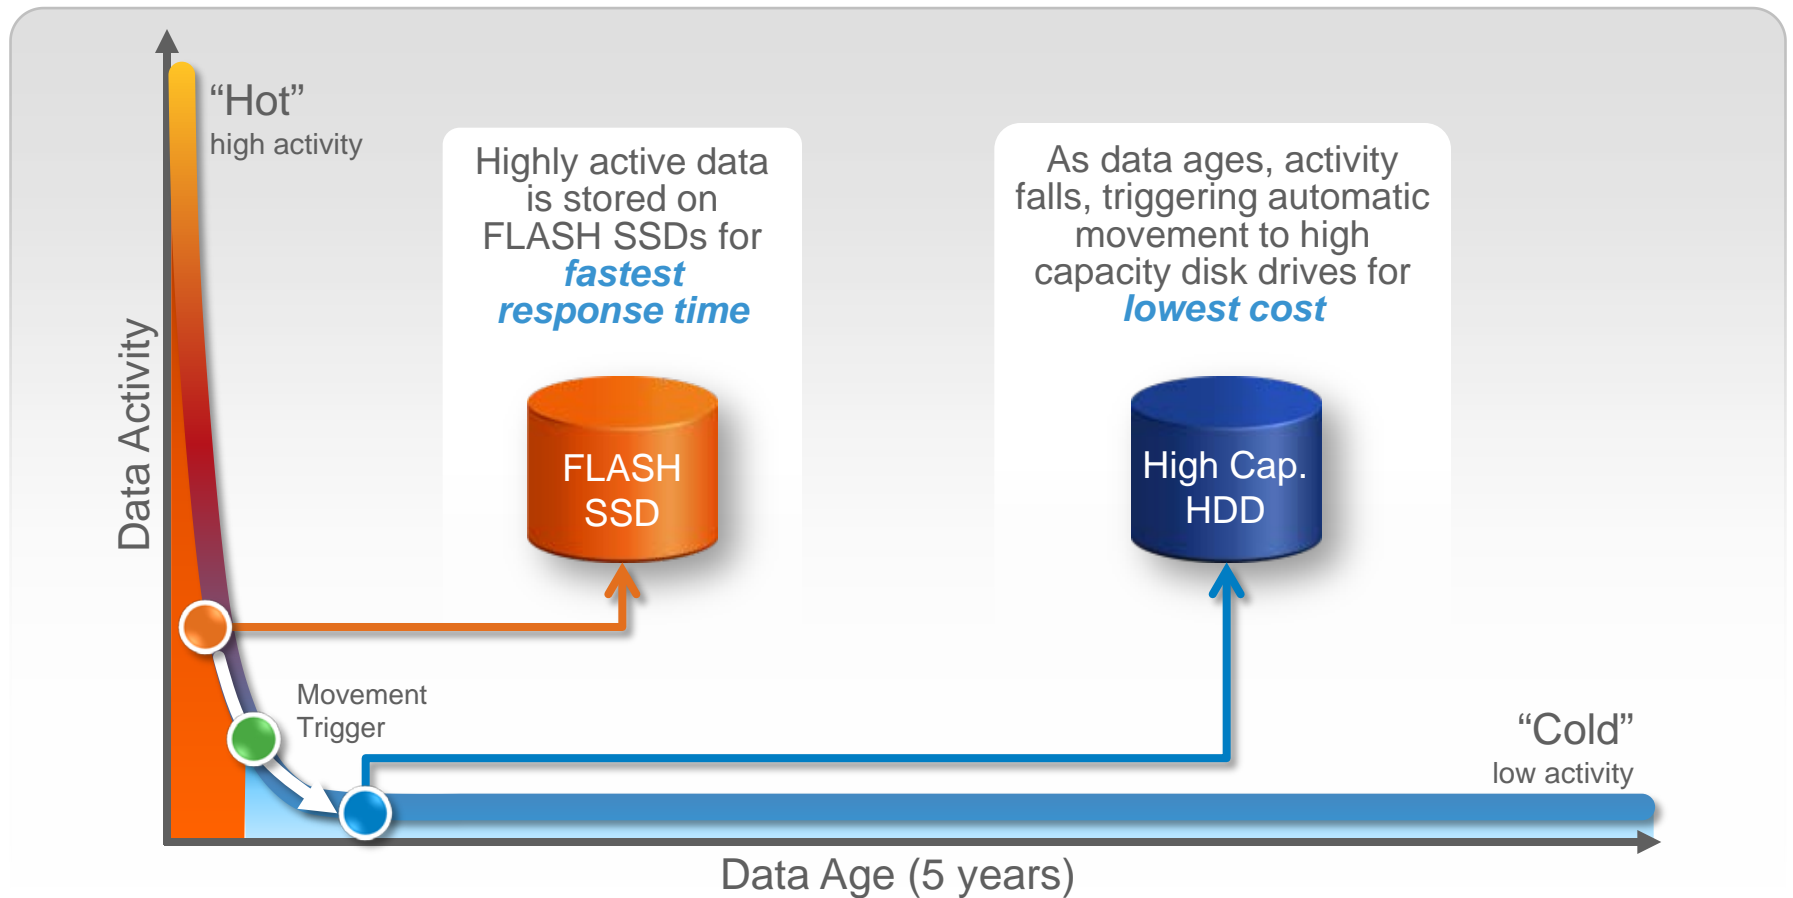 “Hot”
high activity
Highly active data
is stored on
FLASH SSDs for
fastest
response time
As data ages, activity
falls, triggering automatic
movement to high
capacity disk drives for
lowest cost
Data Activity
FLASH
SSD
High Cap.
HDD
Movement
Trigger
“Cold”
low activity
Data Age (5 years)